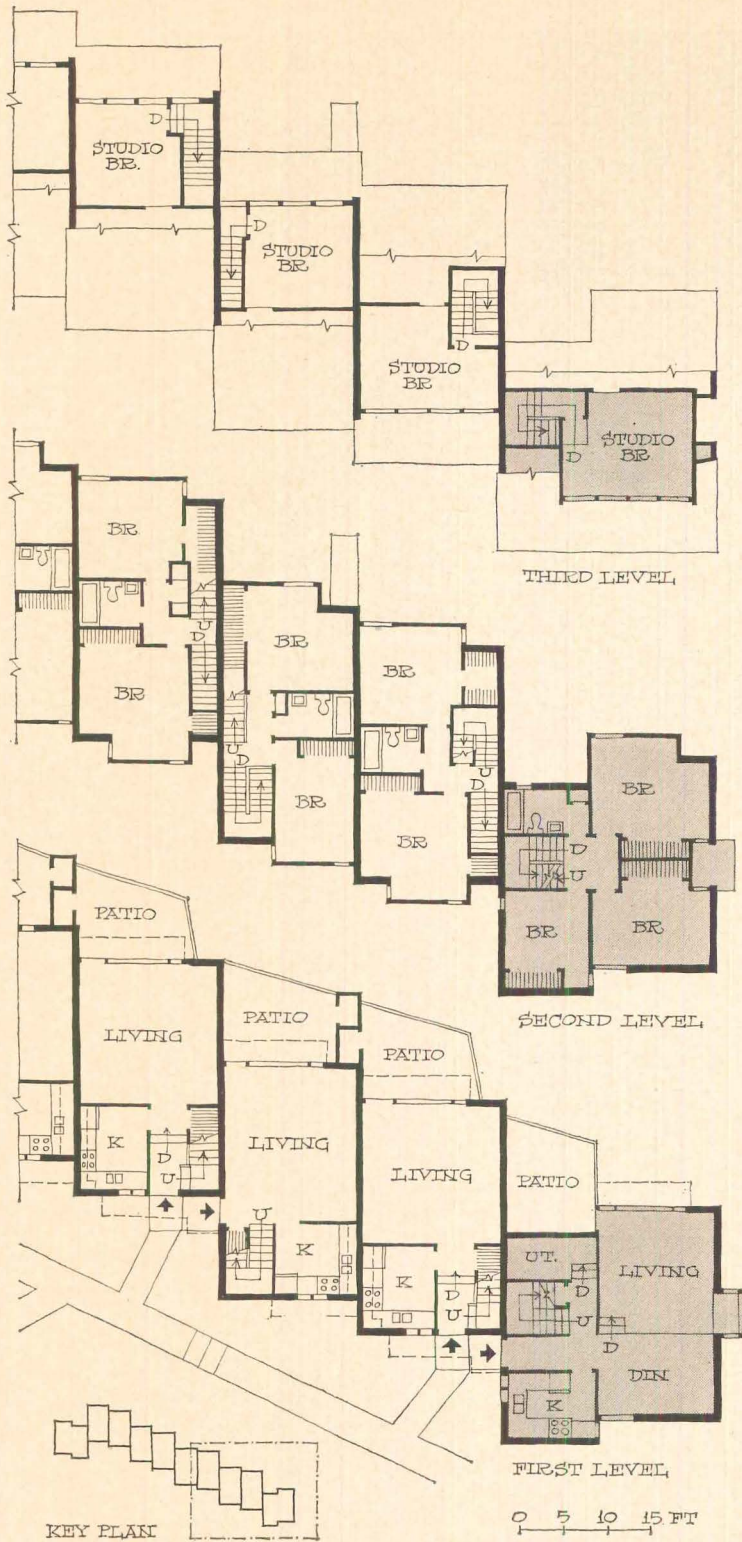 D
STUDIO
BR.
D
STUDIO
BR
D
STUDIO
BR
D
STUDIO
BR
THIRD LEVEL
BR
U
D
BR
BR
U
D
BR
BR
U
D
BR
BR
D
U
BR
BR
SECOND LEVEL
PATIO
LIVING
K
D
U
PATIO
LIVING
U
K
PATIO
LIVING
K
D
U
PATIO
UT.
LIVING
D
U
D
DIN
K
FIRST LEVEL
KEY PLAN
0 5 10 15 FT